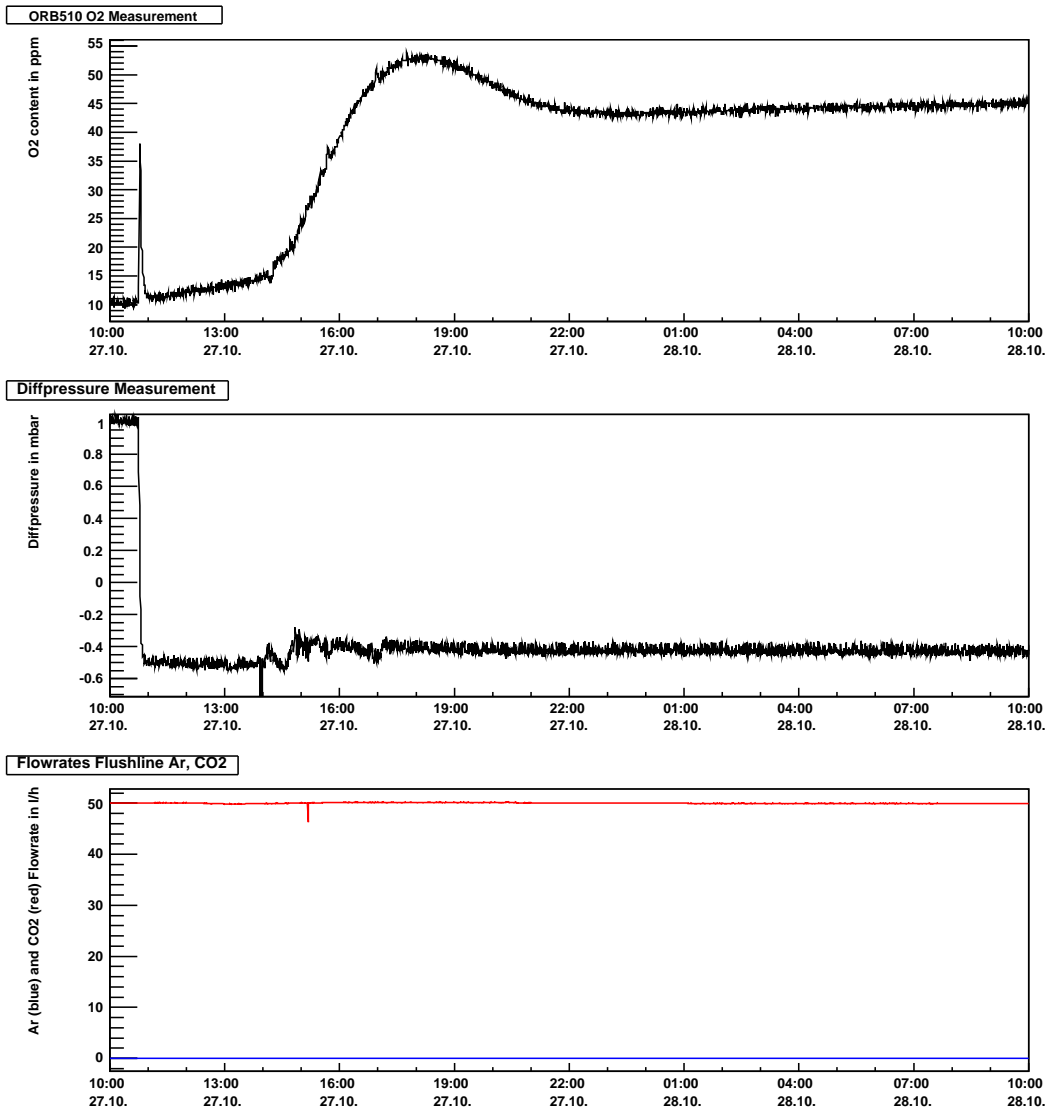 ORB510 O2 Measurement
O2 content in ppm
55
50
45
40
35
30
25
20
15
10
10:00 13:00 16:00 19:00 22:00 01:00 04:00 07:00 10:00
27.10. 27.10. 27.10. 27.10. 27.10. 28.10. 28.10. 28.10. 28.10.
Diffpressure Measurement
Diffpressure in mbar
1
0.8
0.6
0.4
0.2
0
-0.2
-0.4
-0.6
10:00 13:00 16:00 19:00 22:00 01:00 04:00 07:00 10:00
27.10. 27.10. 27.10. 27.10. 27.10. 28.10. 28.10. 28.10. 28.10.
Flowrates Flushline Ar, CO2
Ar (blue) and CO2 (red) Flowrate in l/h
50
40
30
20
10
0
10:00 13:00 16:00 19:00 22:00 01:00 04:00 07:00 10:00
27.10. 27.10. 27.10. 27.10. 27.10. 28.10. 28.10. 28.10. 28.10.